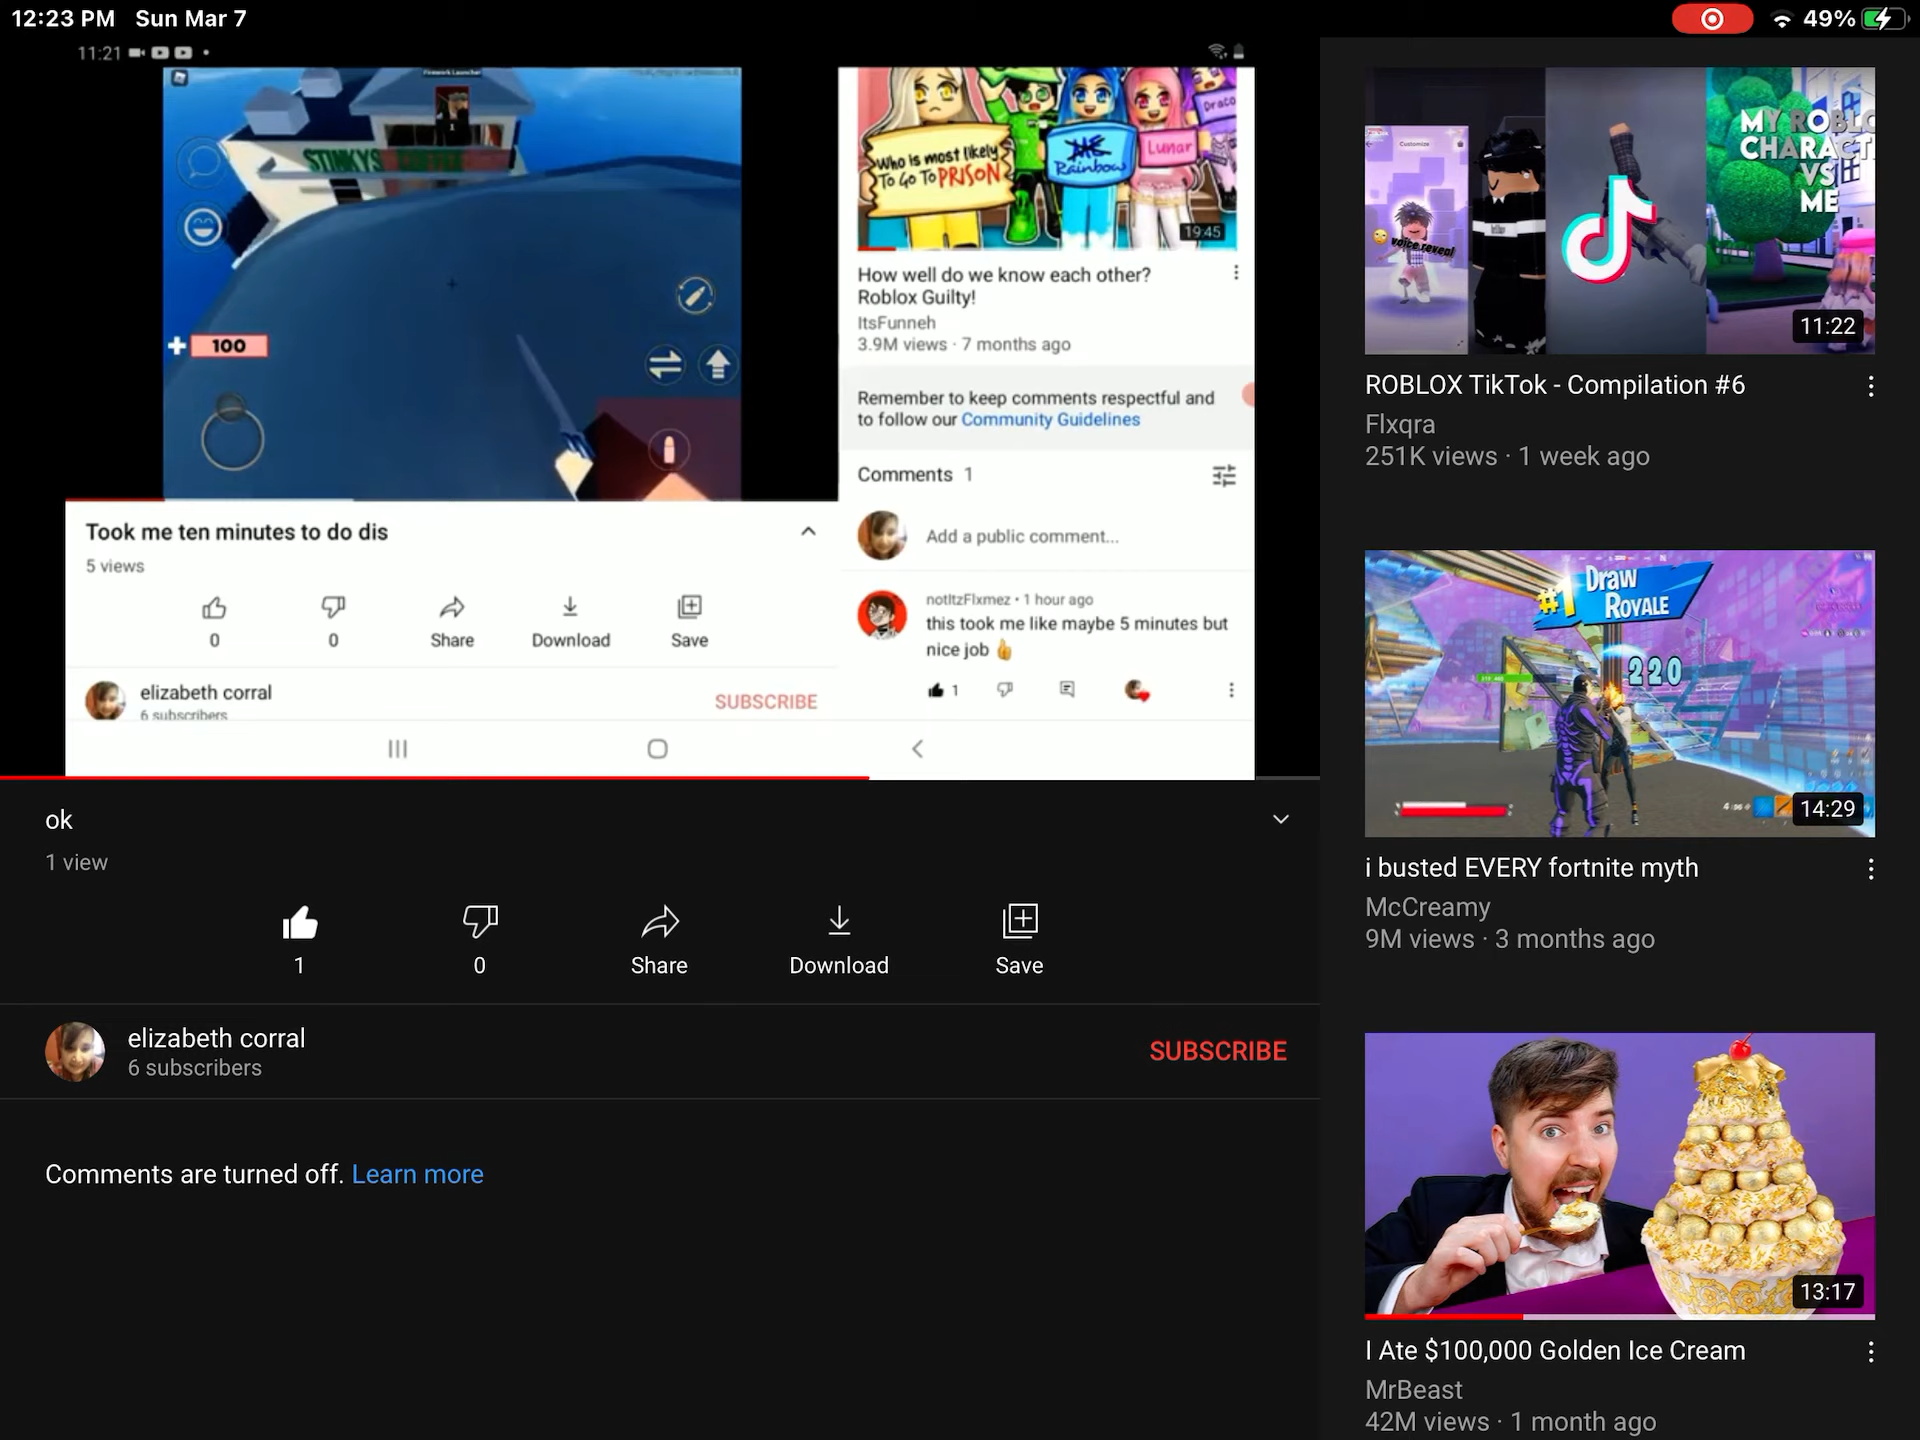 12:23 PM Sun Mar 7
49%
11:21
Firework Launcher
STINKYS
100
Who is most likely
To Go To PRISON
Rainbow
Lunar
Draco
19:45
How well do we know each other?
Roblox Guilty!
ItsFunneh
3.9M views · 7 months ago
Remember to keep comments respectful and
to follow our Community Guidelines
Comments 1
Add a public comment...
notItzFlxmez • 1 hour ago
this took me like maybe 5 minutes but
nice job 👍
1
Took me ten minutes to do dis
5 views
0
0
Share
Download
Save
elizabeth corral
6 subscribers
SUBSCRIBE
ok
1 view
1
0
Share
Download
Save
elizabeth corral
6 subscribers
SUBSCRIBE
Comments are turned off. Learn more
Customize
voice reveal
MY ROBLO
CHARACT
VS
ME
11:22
ROBLOX TikTok - Compilation #6
Flxqra
251K views · 1 week ago
#1 Draw
ROYALE
220
14:29
i busted EVERY fortnite myth
McCreamy
9M views · 3 months ago
13:17
I Ate $100,000 Golden Ice Cream
MrBeast
42M views · 1 month ago